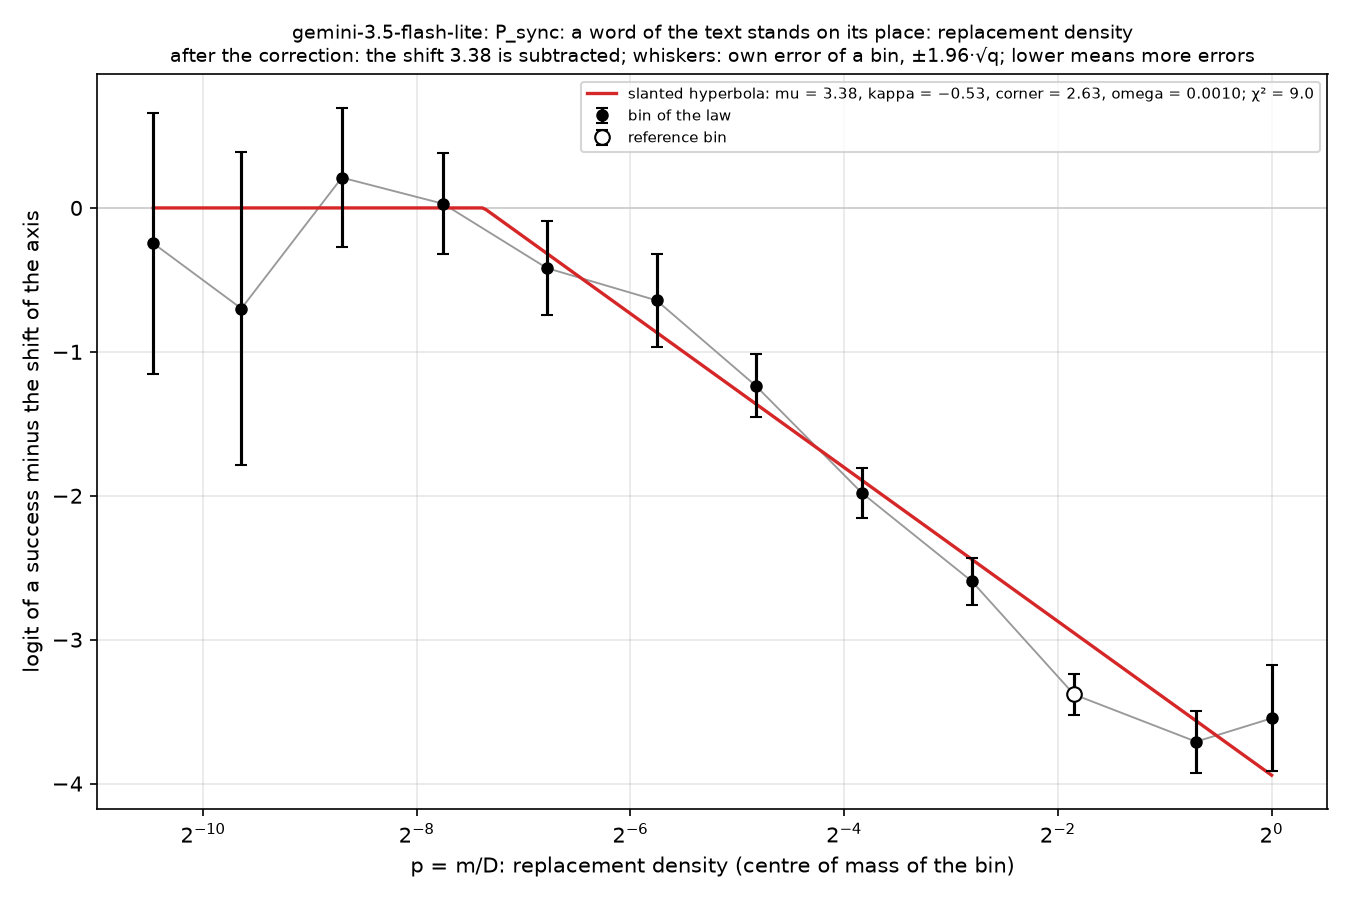 gemini-3.5-flash-lite: P_sync: a word of the text stands on its place: replacement density
after the correction: the shift 3.38 is subtracted; whiskers: own error of a bin, ±1.96·√q; lower means more errors
slanted hyperbola: mu = 3.38, kappa = −0.53, corner = 2.63, omega = 0.0010; χ² = 9.0
bin of the law
reference bin
logit of a success minus the shift of the axis
0
−1
−2
−3
−4
2⁻¹⁰
2⁻⁸
2⁻⁶
2⁻⁴
2⁻²
2⁰
p = m/D: replacement density (centre of mass of the bin)